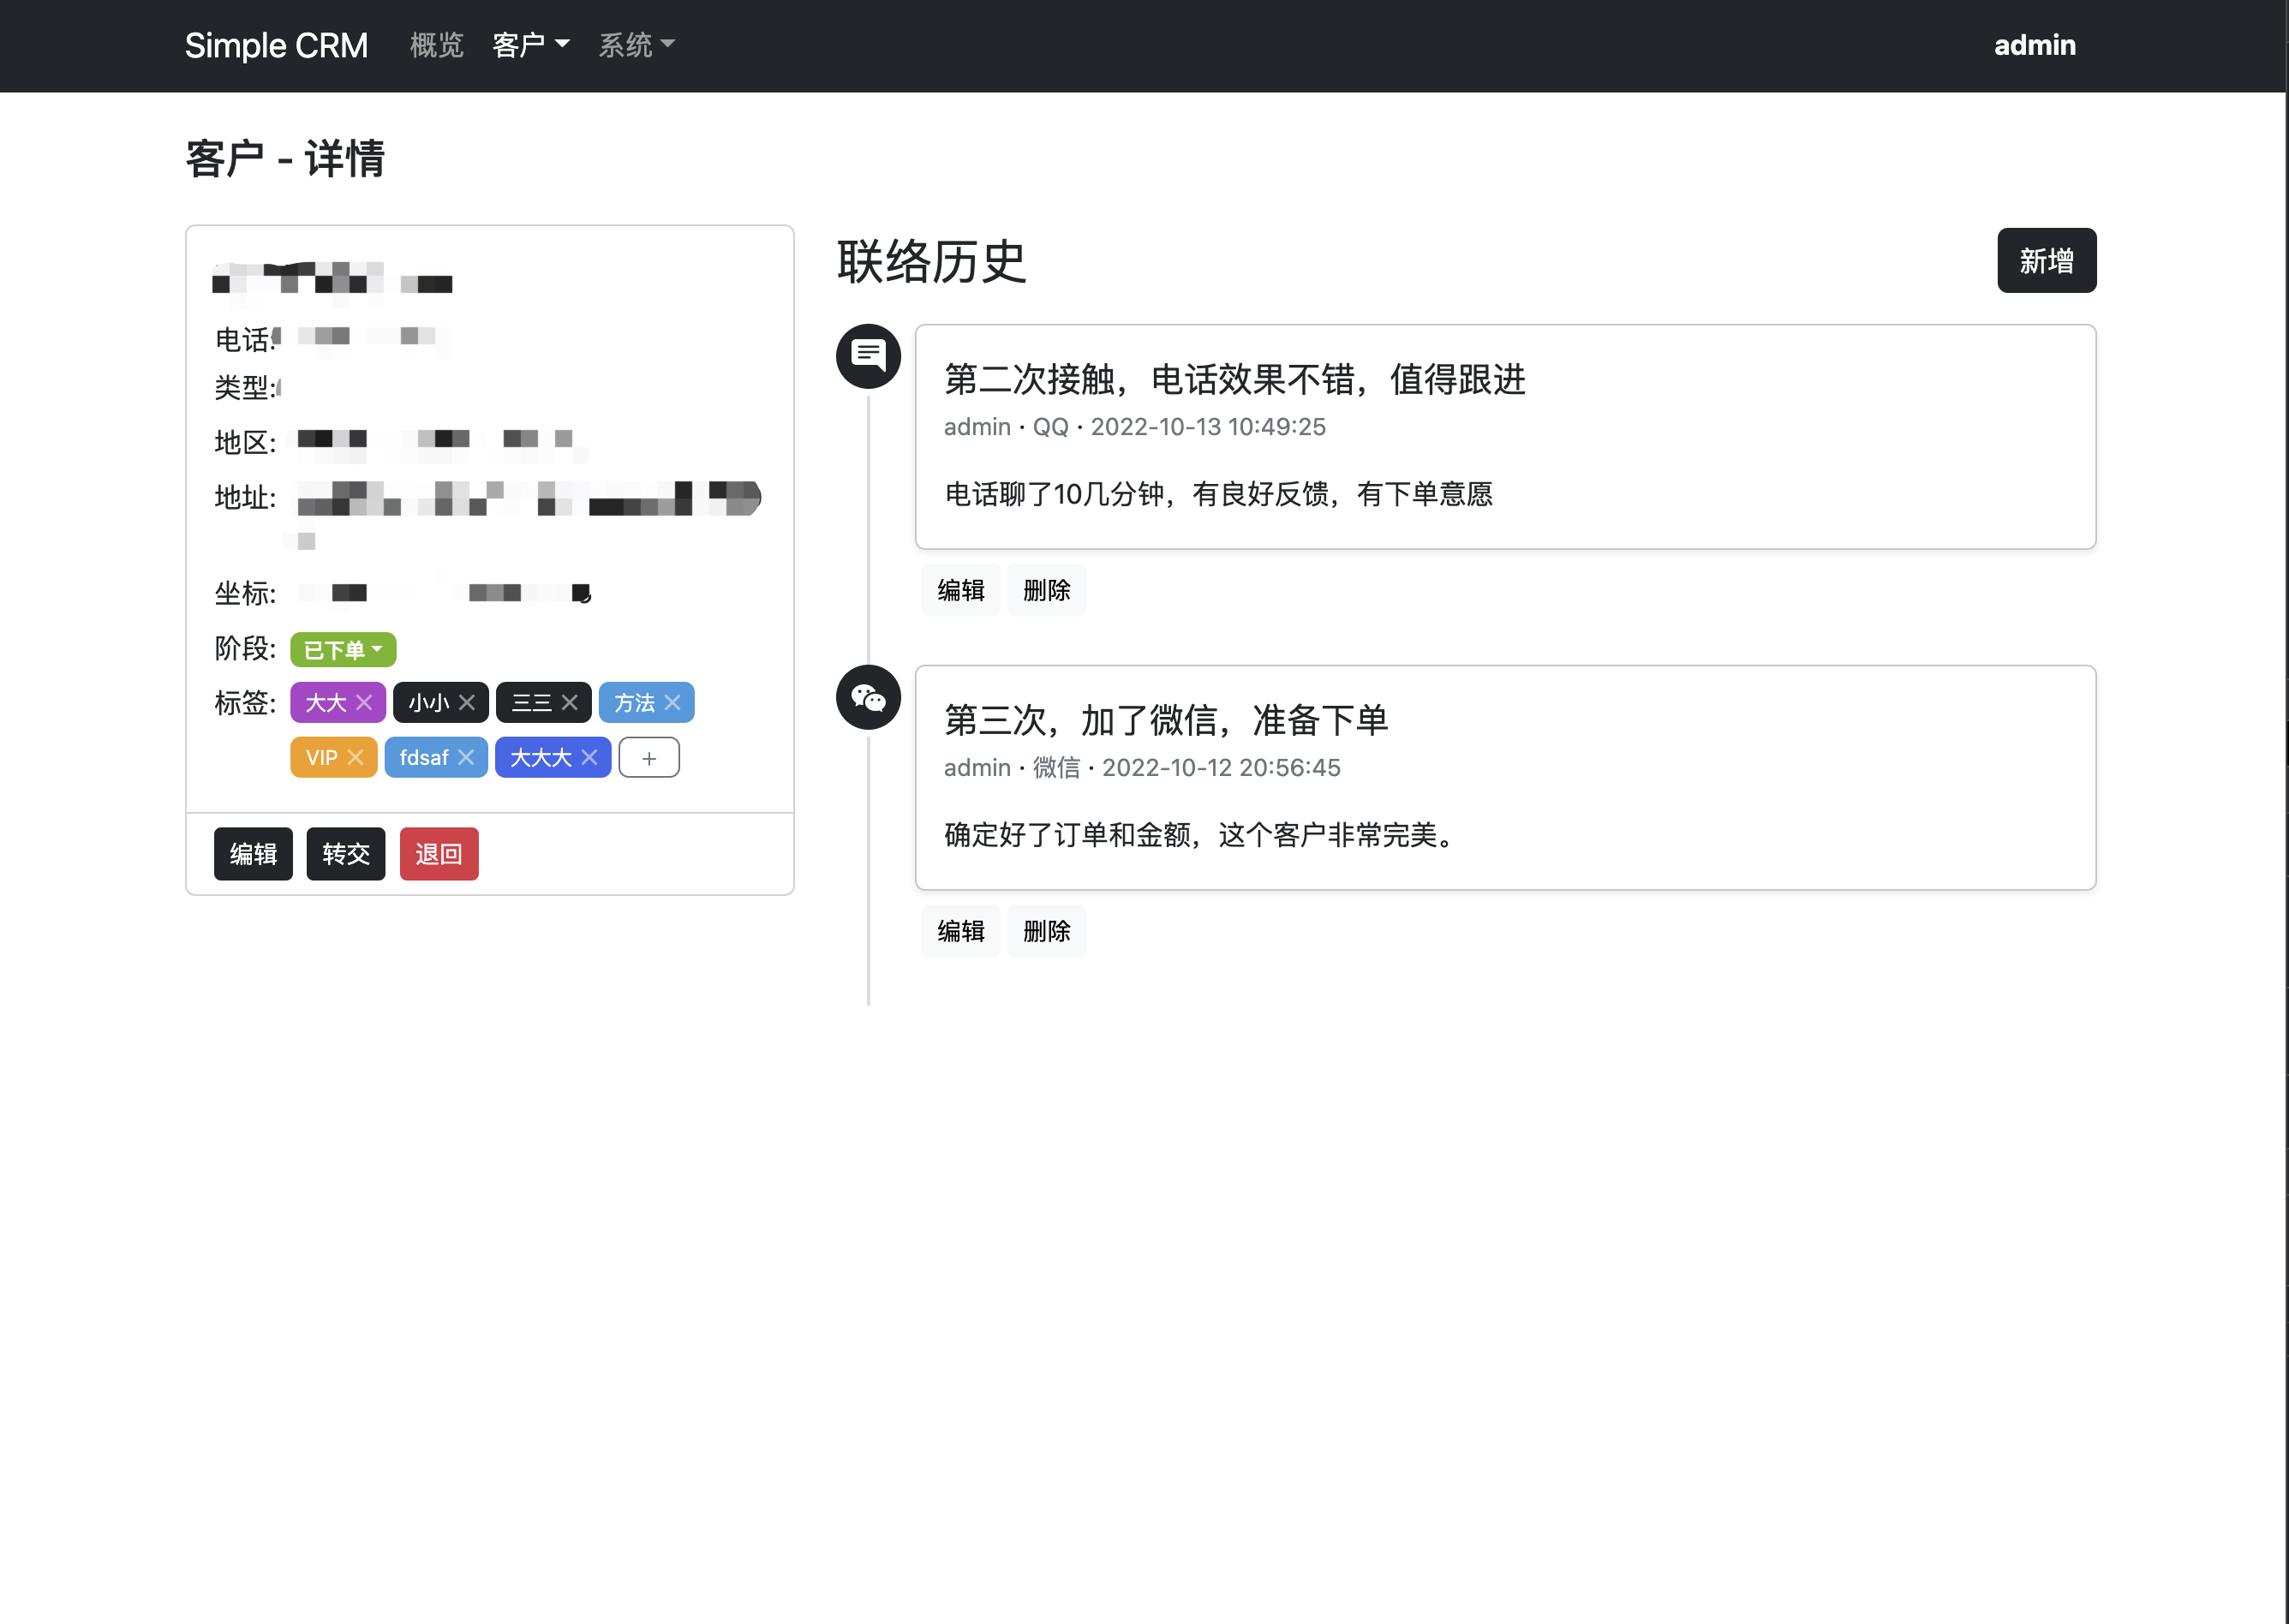 Simple CRM 概览 客户 系统 admin
客户 - 详情
电话:
类型:
地区:
地址:
坐标:
阶段: 已下单
标签: 大大 小小 三三 方法
VIP fdsaf 大大大 +
编辑 转交 退回
联络历史 新增
第二次接触，电话效果不错，值得跟进
admin · QQ · 2022-10-13 10:49:25
电话聊了10几分钟，有良好反馈，有下单意愿
编辑 删除
第三次，加了微信，准备下单
admin · 微信 · 2022-10-12 20:56:45
确定好了订单和金额，这个客户非常完美。
编辑 删除